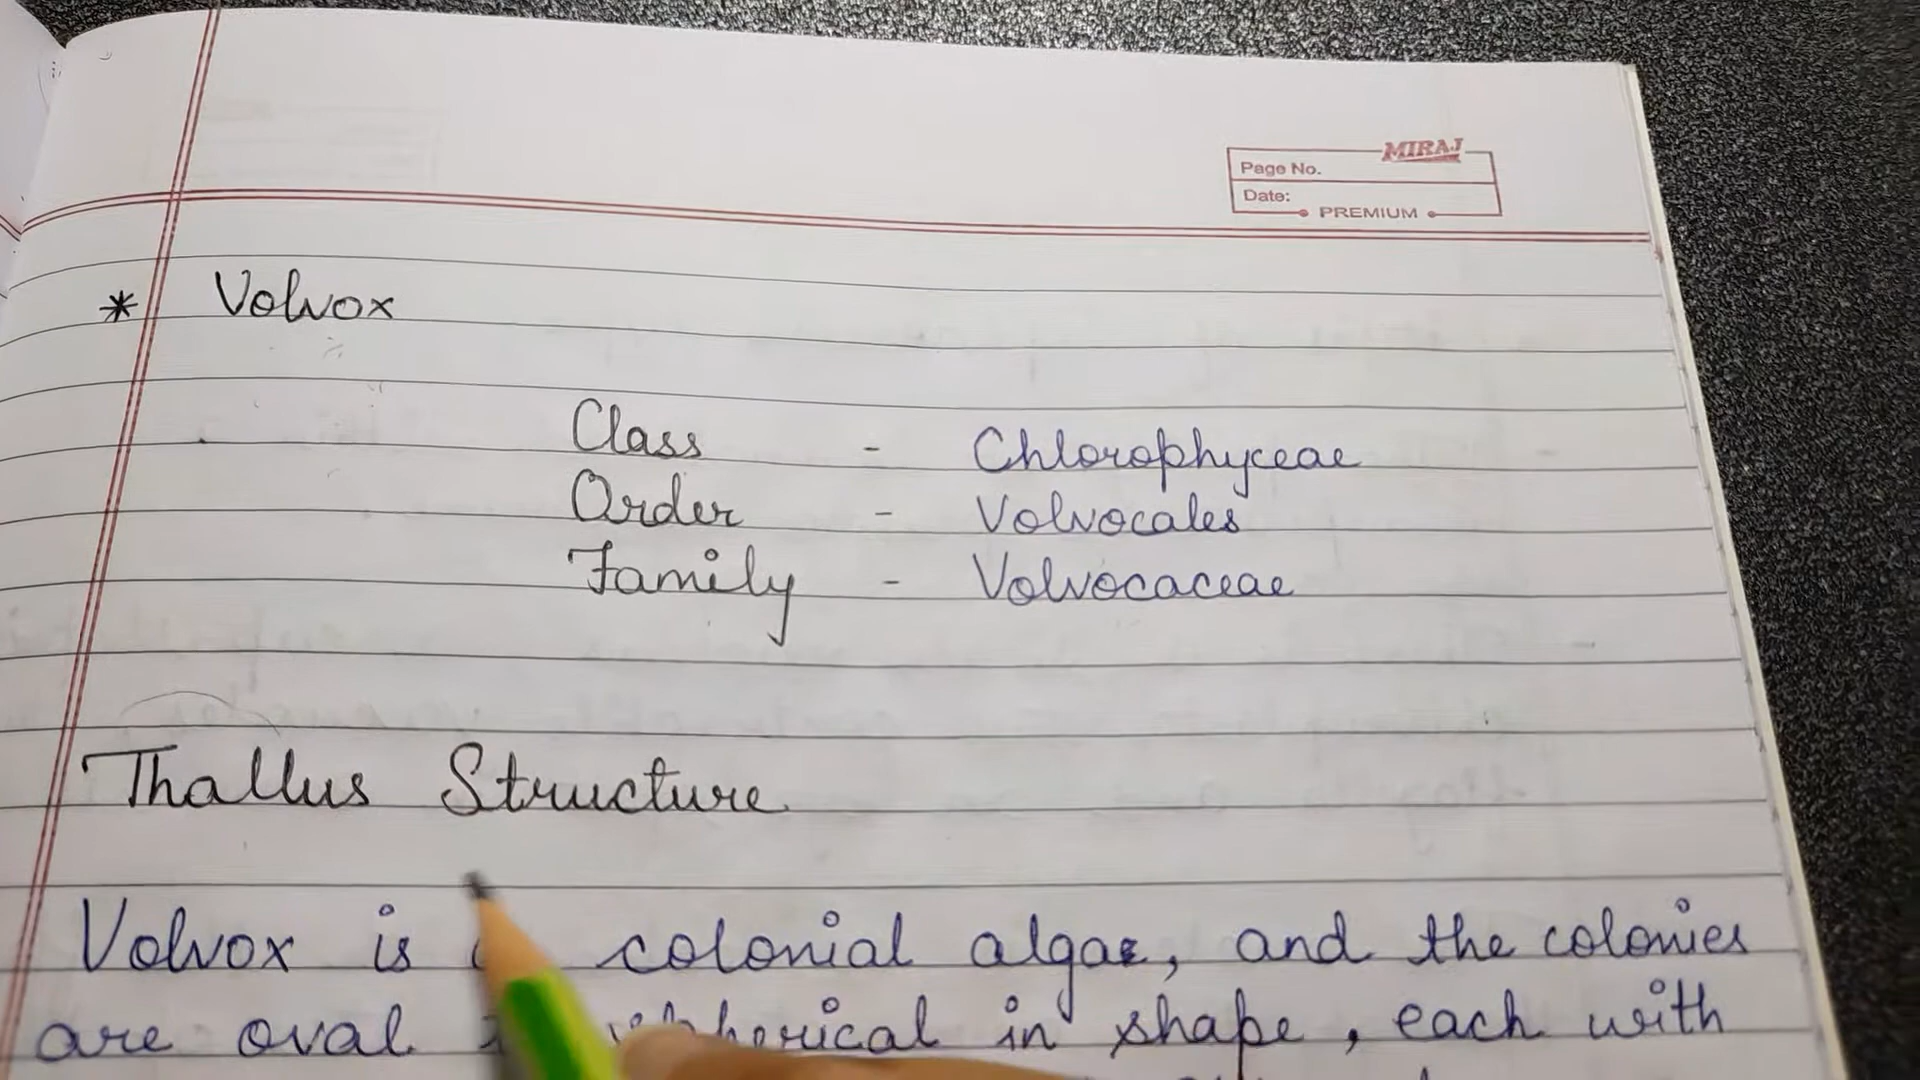 MIRAJ
Page No.
Date:
PREMIUM
* Volvox
Class - Chlorophyceae
Order - Volvocales
Family - Volvocaceae
Thallus Structure
Volvox is colonial algae, and the colonies
are oval spherical in shape, each with